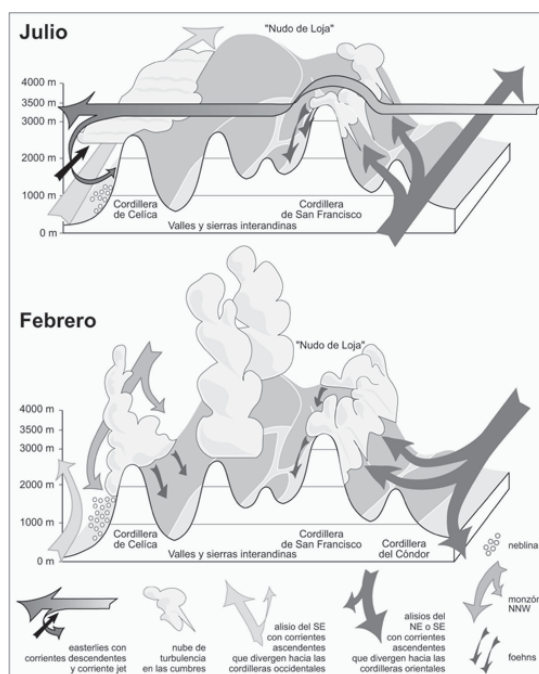 Julio
"Nudo de Loja"
4000 m
3500 m
3000 m
2000 m
1000 m
0 m
Cordillera
de Celíca
Valles y sierras interandinas
Cordillera
de San Francisco
Febrero
"Nudo de Loja"
4000 m
3500 m
3000 m
2000 m
1000 m
0 m
Cordillera
de Celíca
Valles y sierras interandinas
Cordillera
de San Francisco
Cordillera
del Cóndor
neblina
monzón
NNW
foehns
easterlíes con
corrientes descendentes
y corriente jet
nube de
turbulencia
en las cumbres
alisio del SE
con corrientes
ascendentes
que divergen hacia las
cordilleras occidentales
alisios del
NE o SE
con corrientes
ascendentes
que divergen hacia las
cordilleras orientales